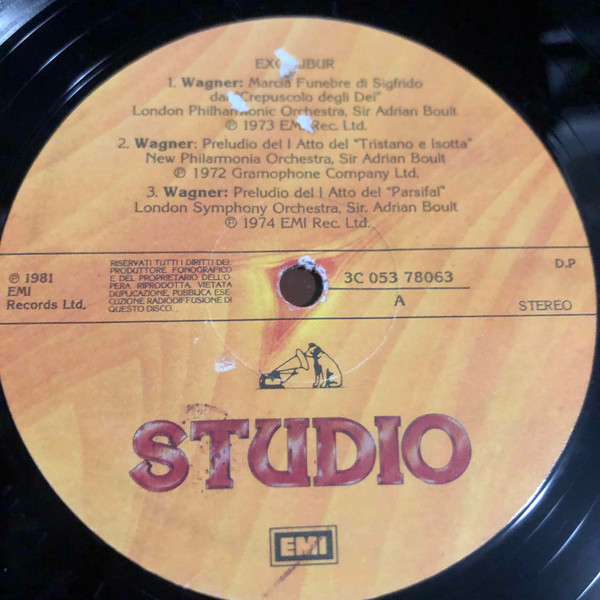 EXCALIBUR
1. Wagner: Marcia Funebre di Sigfrido
dal "Crepuscolo degli Dei"
London Philharmonic Orchestra, Sir Adrian Boult
℗ 1973 EMI Rec. Ltd.
2. Wagner: Preludio del I Atto del "Tristano e Isotta"
New Philarmonia Orchestra, Sir Adrian Boult
℗ 1972 Gramophone Company Ltd.
3. Wagner: Preludio del I Atto del "Parsifal"
London Symphony Orchestra, Sir. Adrian Boult
℗ 1974 EMI Rec. Ltd.
℗ 1981
EMI
Records Ltd.
RISERVATI TUTTI I DIRITTI DEL
PRODUTTORE FONOGRAFICO
E DEL PROPRIETARIO DELL'O-
PERA RIPRODOTTA. VIETATA
DUPLICAZIONE, PUBBLICA ESE-
CUZIONE RADIODIFFUSIONE DI
QUESTO DISCO.
3C 053 78063
A
D.P
STEREO
STUDIO
EMI